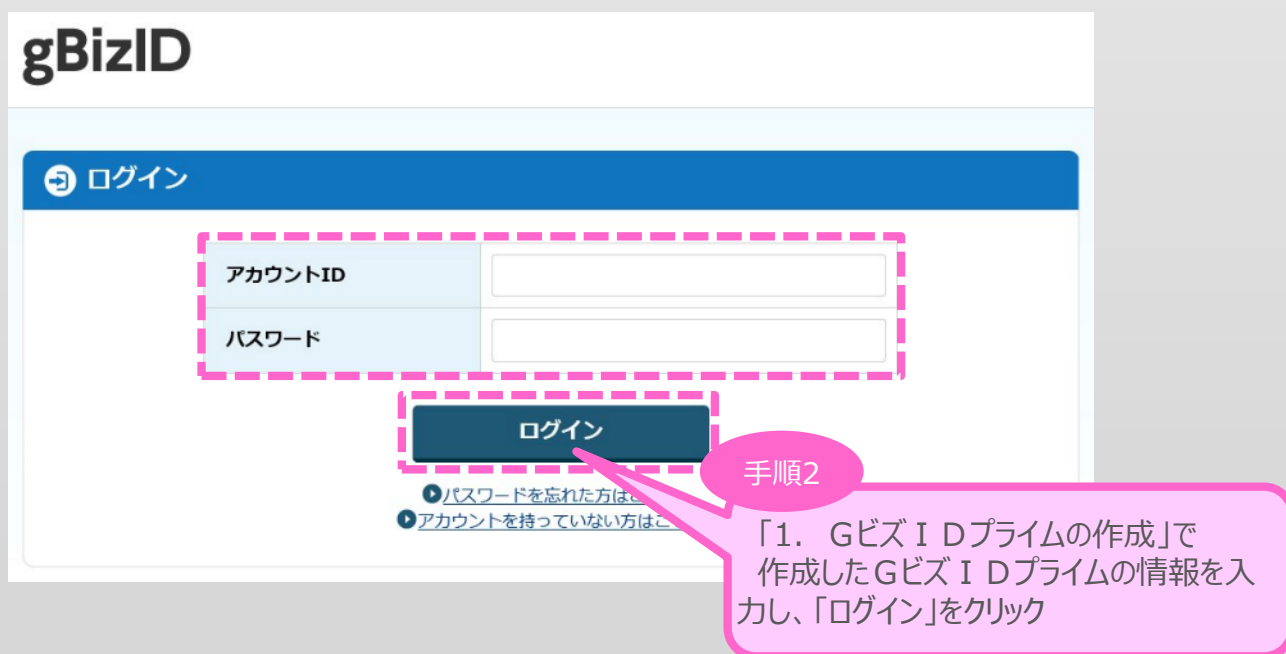 gBizID
ログイン
アカウントID
パスワード
ログイン
手順2
パスワードを忘れた方は
アカウントを持っていない方はこ
「1. GビズIDプライムの作成」で
作成したGビズIDプライムの情報を入
力し、「ログイン」をクリック